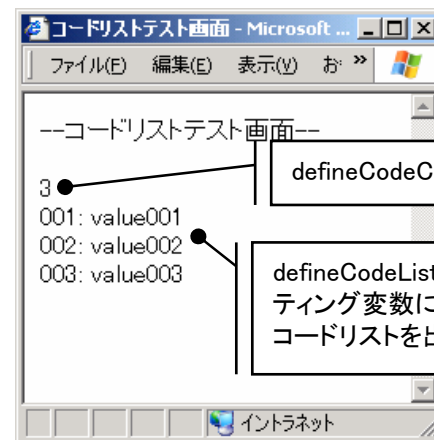 コードリストテスト画面 - Microsoft ...
ファイル(F) 編集(E) 表示(V) お »
--コードリストテスト画面--
3
defineCodeC
001: value001
002: value002
003: value003
defineCodeList
ティング変数に
コードリストを出
イントラネット